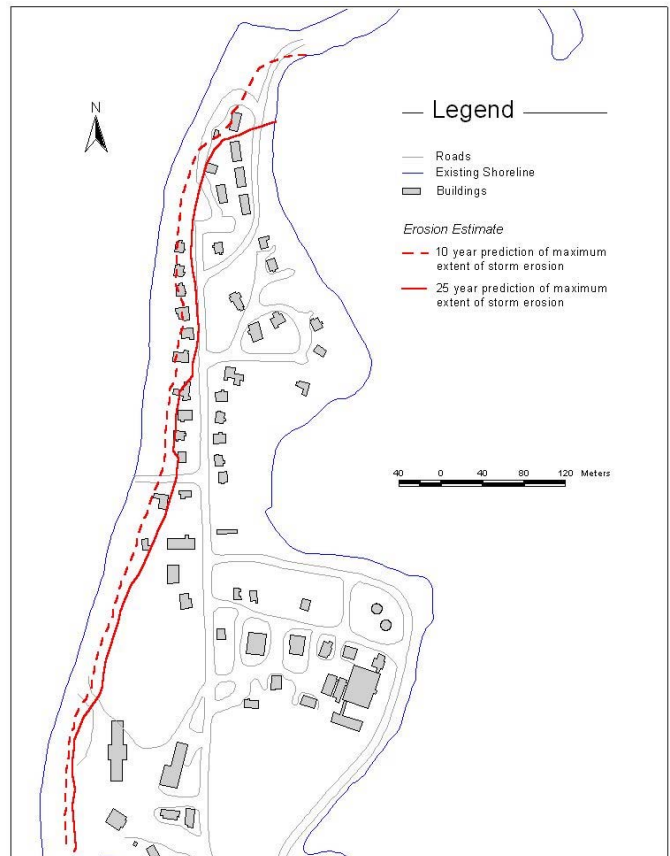 N
Legend
Roads
Existing Shoreline
Buildings
Erosion Estimate
10 year prediction of maximum
extent of storm erosion
25 year prediction of maximum
extent of storm erosion
40 0 40 80 120 Meters